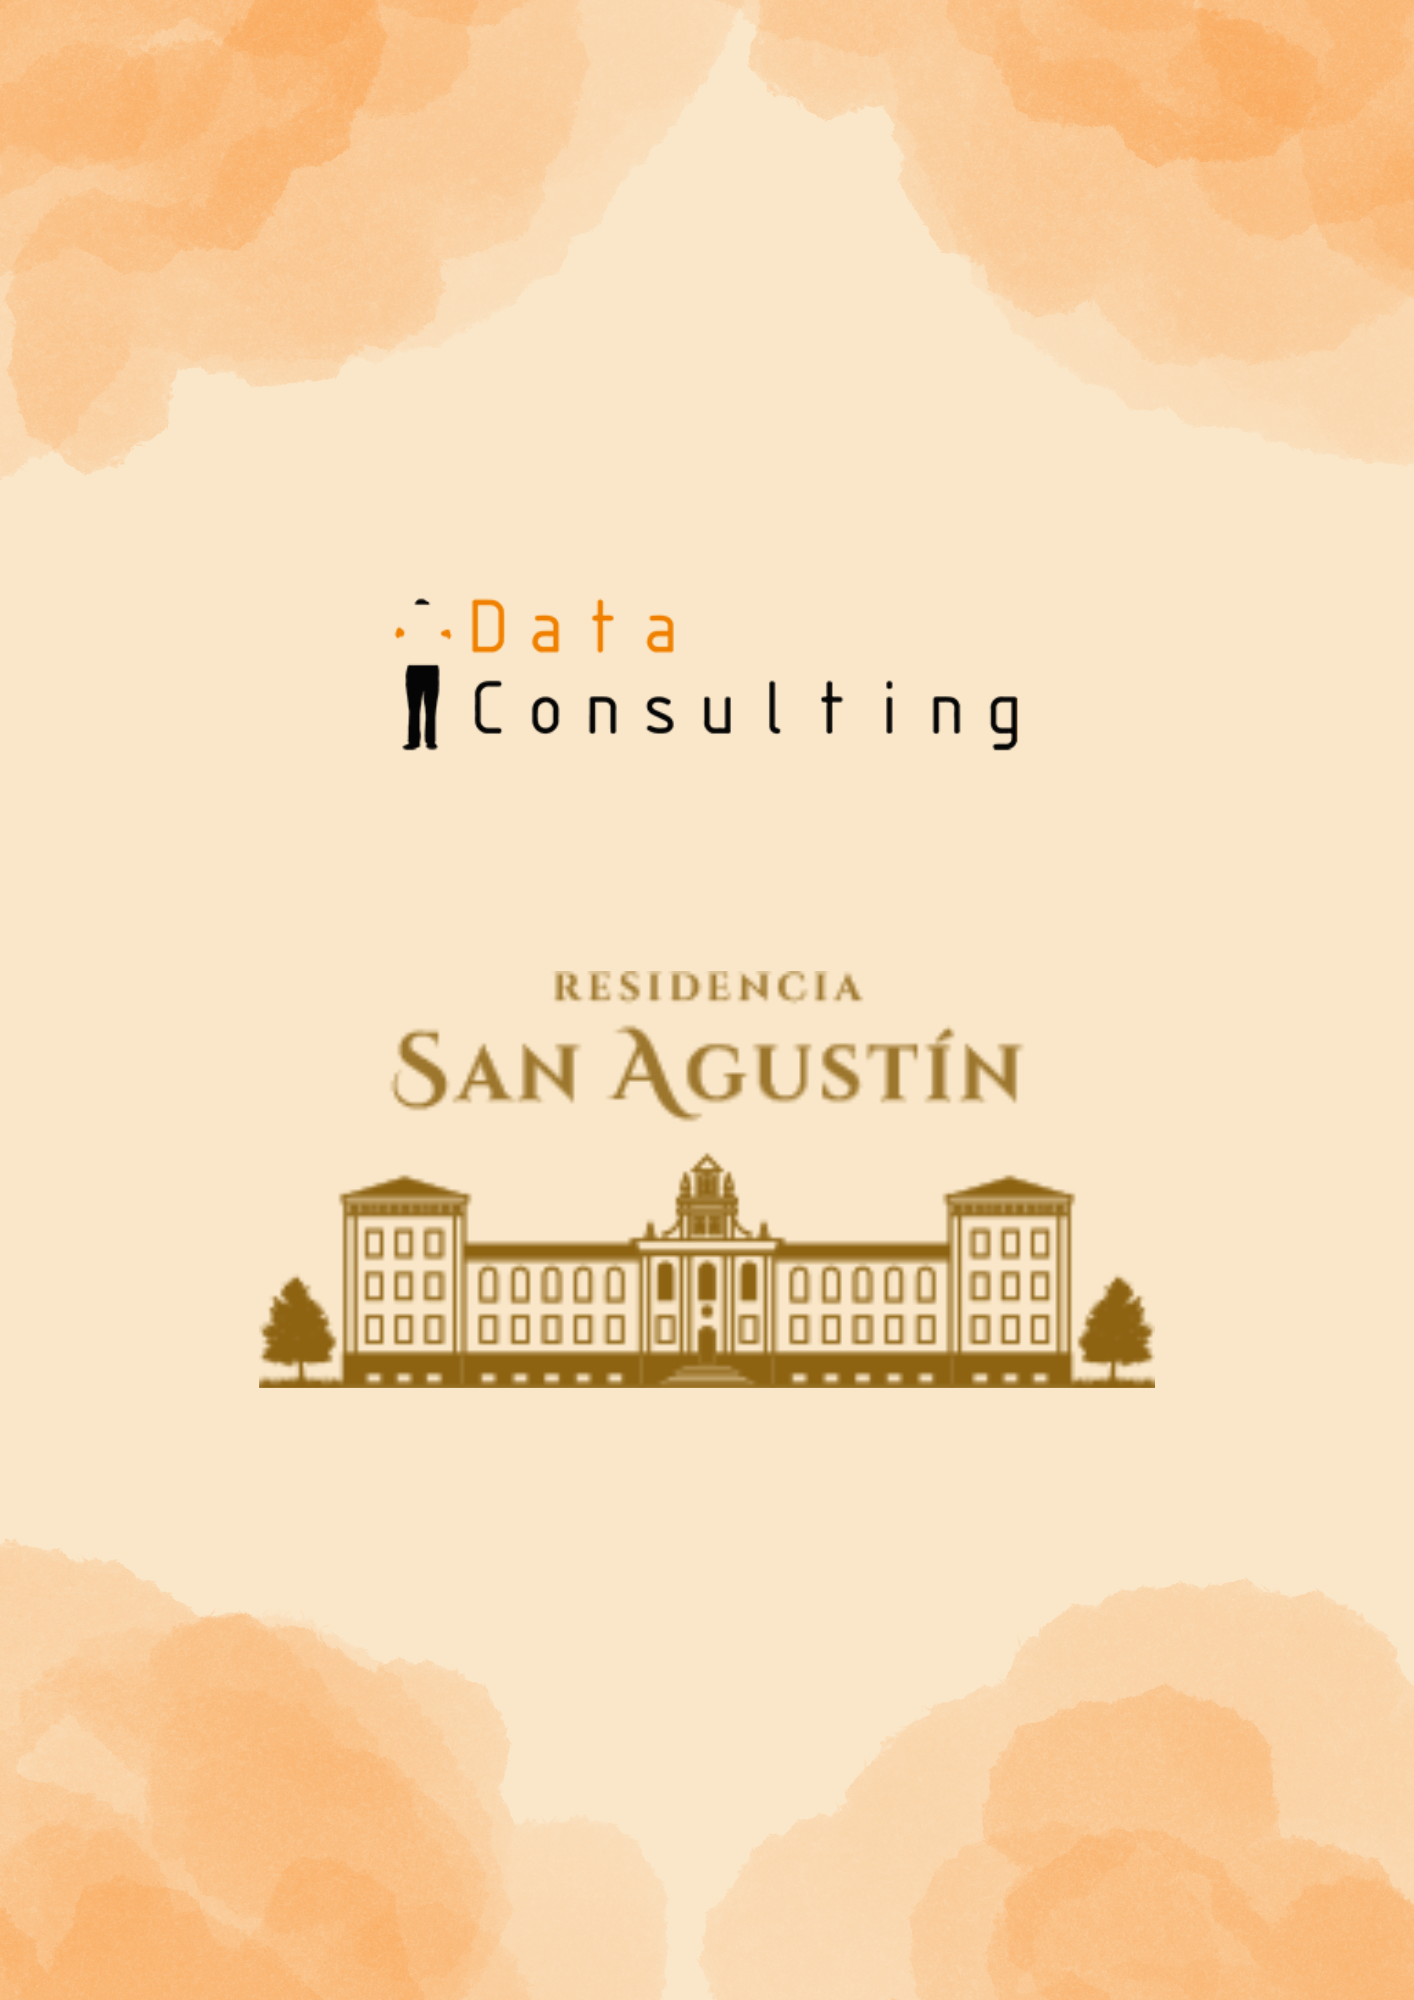 Data
Consulting
RESIDENCIA
SAN AGUSTÍN